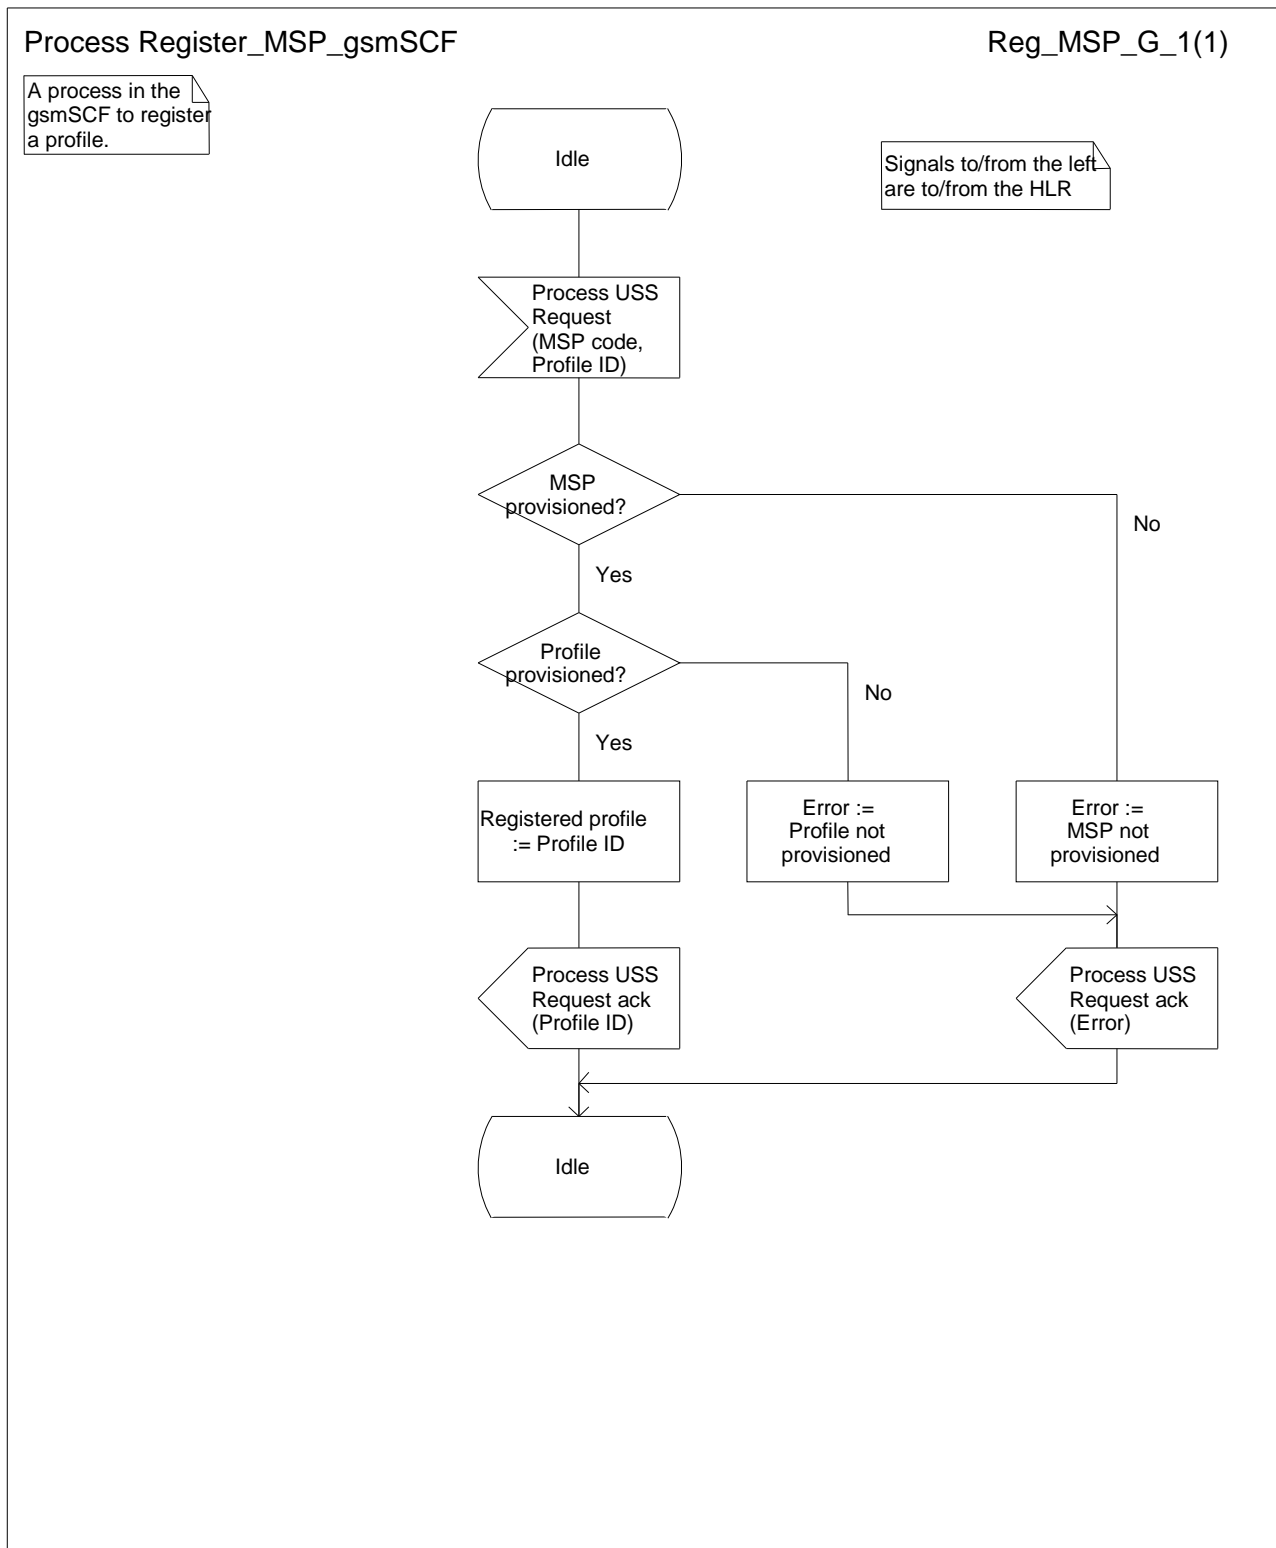 Process Register_MSP_gsmSCF
Reg_MSP_G_1(1)
A process in the
gsmSCF to register
a profile.
Idle
Signals to/from the left
are to/from the HLR
Process USS
Request
(MSP code,
Profile ID)
MSP
provisioned?
No
Yes
Profile
provisioned?
No
Yes
Registered profile
:= Profile ID
Error :=
Profile not
provisioned
Error :=
MSP not
provisioned
Process USS
Request ack
(Profile ID)
Process USS
Request ack
(Error)
Idle